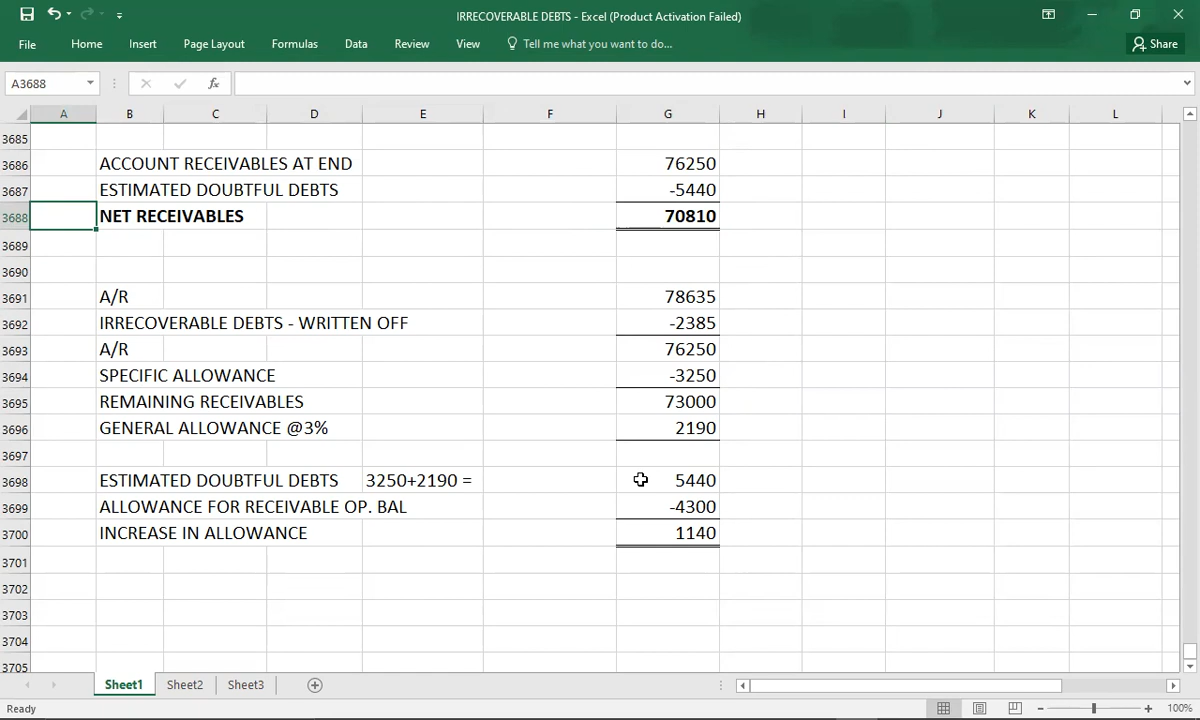 IRRECOVERABLE DEBTS - Excel (Product Activation Failed)
File Home Insert Page Layout Formulas Data Review View Tell me what you want to do... Share
A3688 fx
A B C D E F G H I J K L
3685
3686 ACCOUNT RECEIVABLES AT END 76250
3687 ESTIMATED DOUBTFUL DEBTS -5440
3688 NET RECEIVABLES 70810
3689
3690
3691 A/R 78635
3692 IRRECOVERABLE DEBTS - WRITTEN OFF -2385
3693 A/R 76250
3694 SPECIFIC ALLOWANCE -3250
3695 REMAINING RECEIVABLES 73000
3696 GENERAL ALLOWANCE @3% 2190
3697
3698 ESTIMATED DOUBTFUL DEBTS 3250+2190 = 5440
3699 ALLOWANCE FOR RECEIVABLE OP. BAL -4300
3700 INCREASE IN ALLOWANCE 1140
3701
3702
3703
3704
3705
Sheet1 Sheet2 Sheet3
Ready 100%